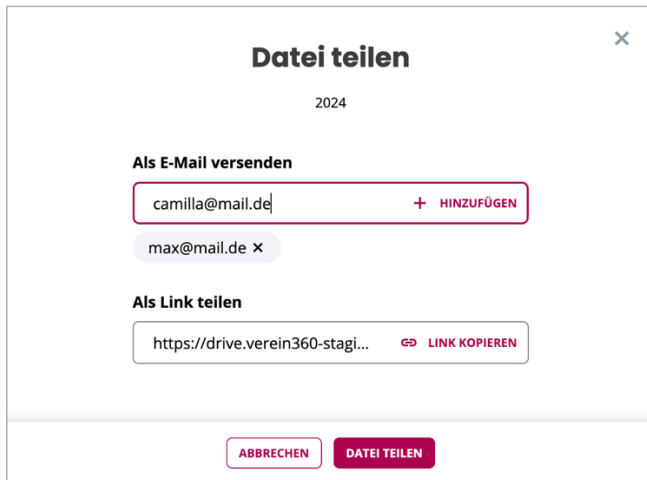 Datei teilen
2024
Als E-Mail versenden
camilla@mail.de + HINZUFÜGEN
max@mail.de ×
Als Link teilen
https://drive.verein360-stagi... LINK KOPIEREN
ABBRECHEN DATEI TEILEN